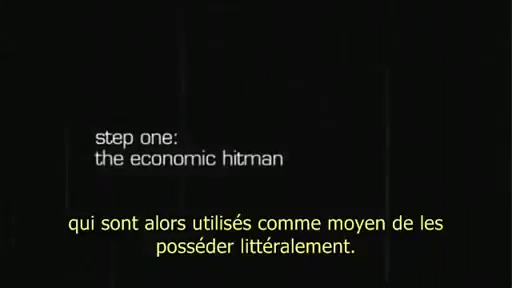 step one:
the economic hitman
qui sont alors utilisés comme moyen de les
posséder littéralement.